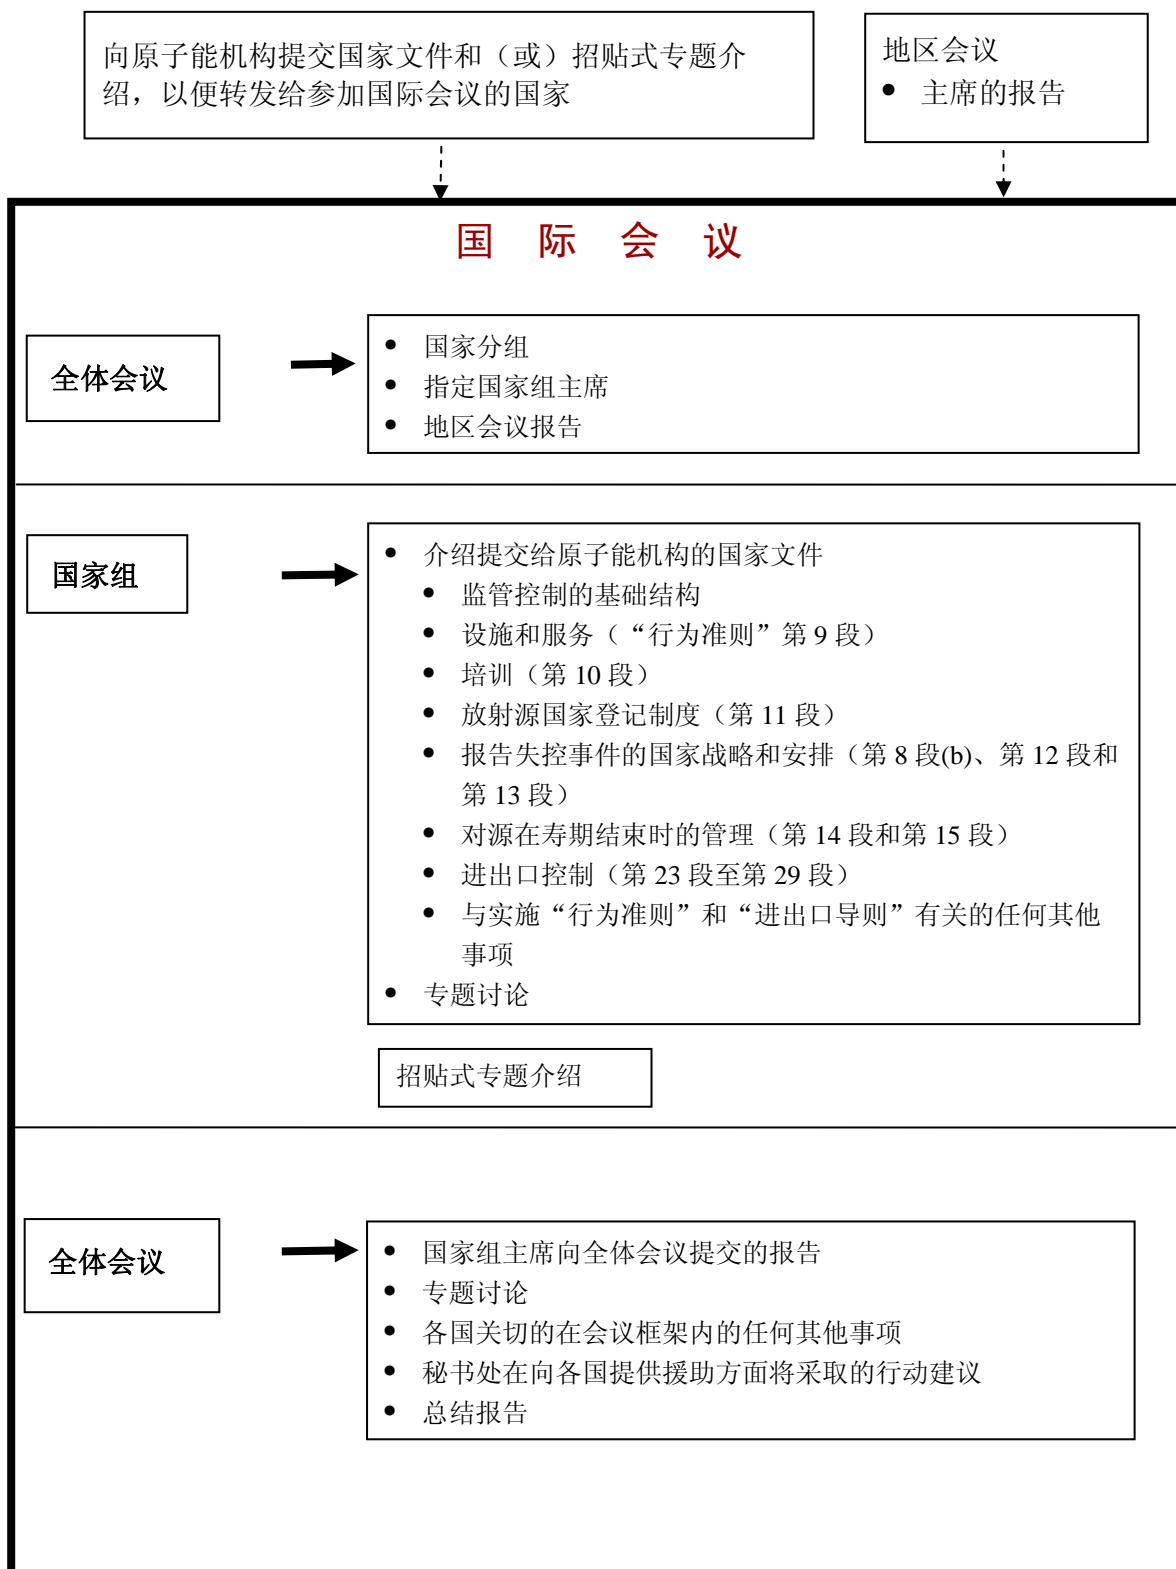 向原子能机构提交国家文件和（或）招贴式专题介
绍，以便转发给参加国际会议的国家
地区会议
• 主席的报告
国 际 会 议
全体会议
• 国家分组
• 指定国家组主席
• 地区会议报告
国家组
• 介绍提交给原子能机构的国家文件
• 监管控制的基础结构
• 设施和服务（“行为准则”第 9 段）
• 培训（第 10 段）
• 放射源国家登记制度（第 11 段）
• 报告失控事件的国家战略和安排（第 8 段(b)、第 12 段和
第 13 段）
• 对源在寿期结束时的管理（第 14 段和第 15 段）
• 进出口控制（第 23 段至第 29 段）
• 与实施“行为准则”和“进出口导则”有关的任何其他
事项
• 专题讨论
招贴式专题介绍
全体会议
• 国家组主席向全体会议提交的报告
• 专题讨论
• 各国关切的在会议框架内的任何其他事项
• 秘书处在向各国提供援助方面将采取的行动建议
• 总结报告